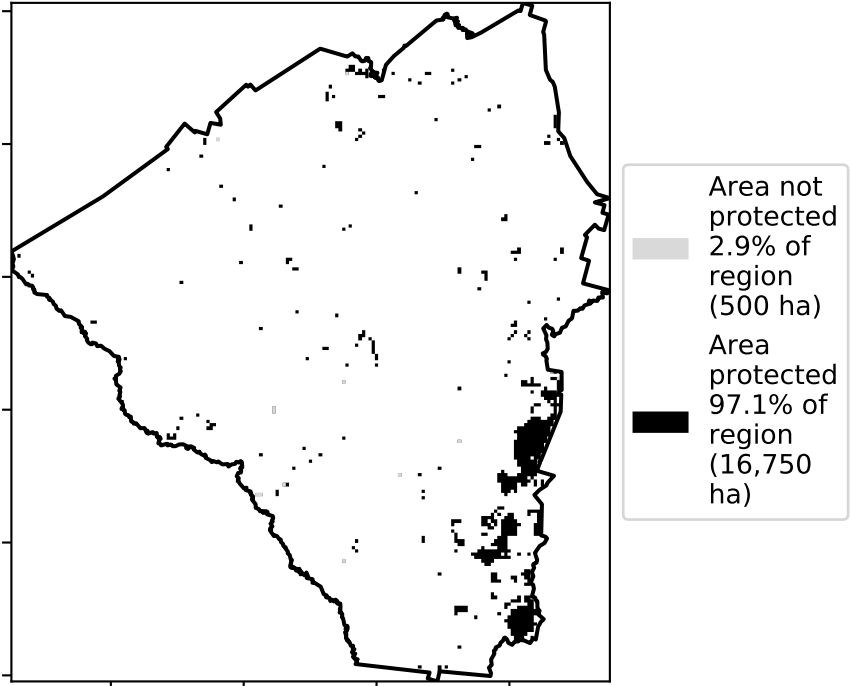 Area not
protected
2.9% of
region
(500 ha)
Area
protected
97.1% of
region
(16,750
ha)